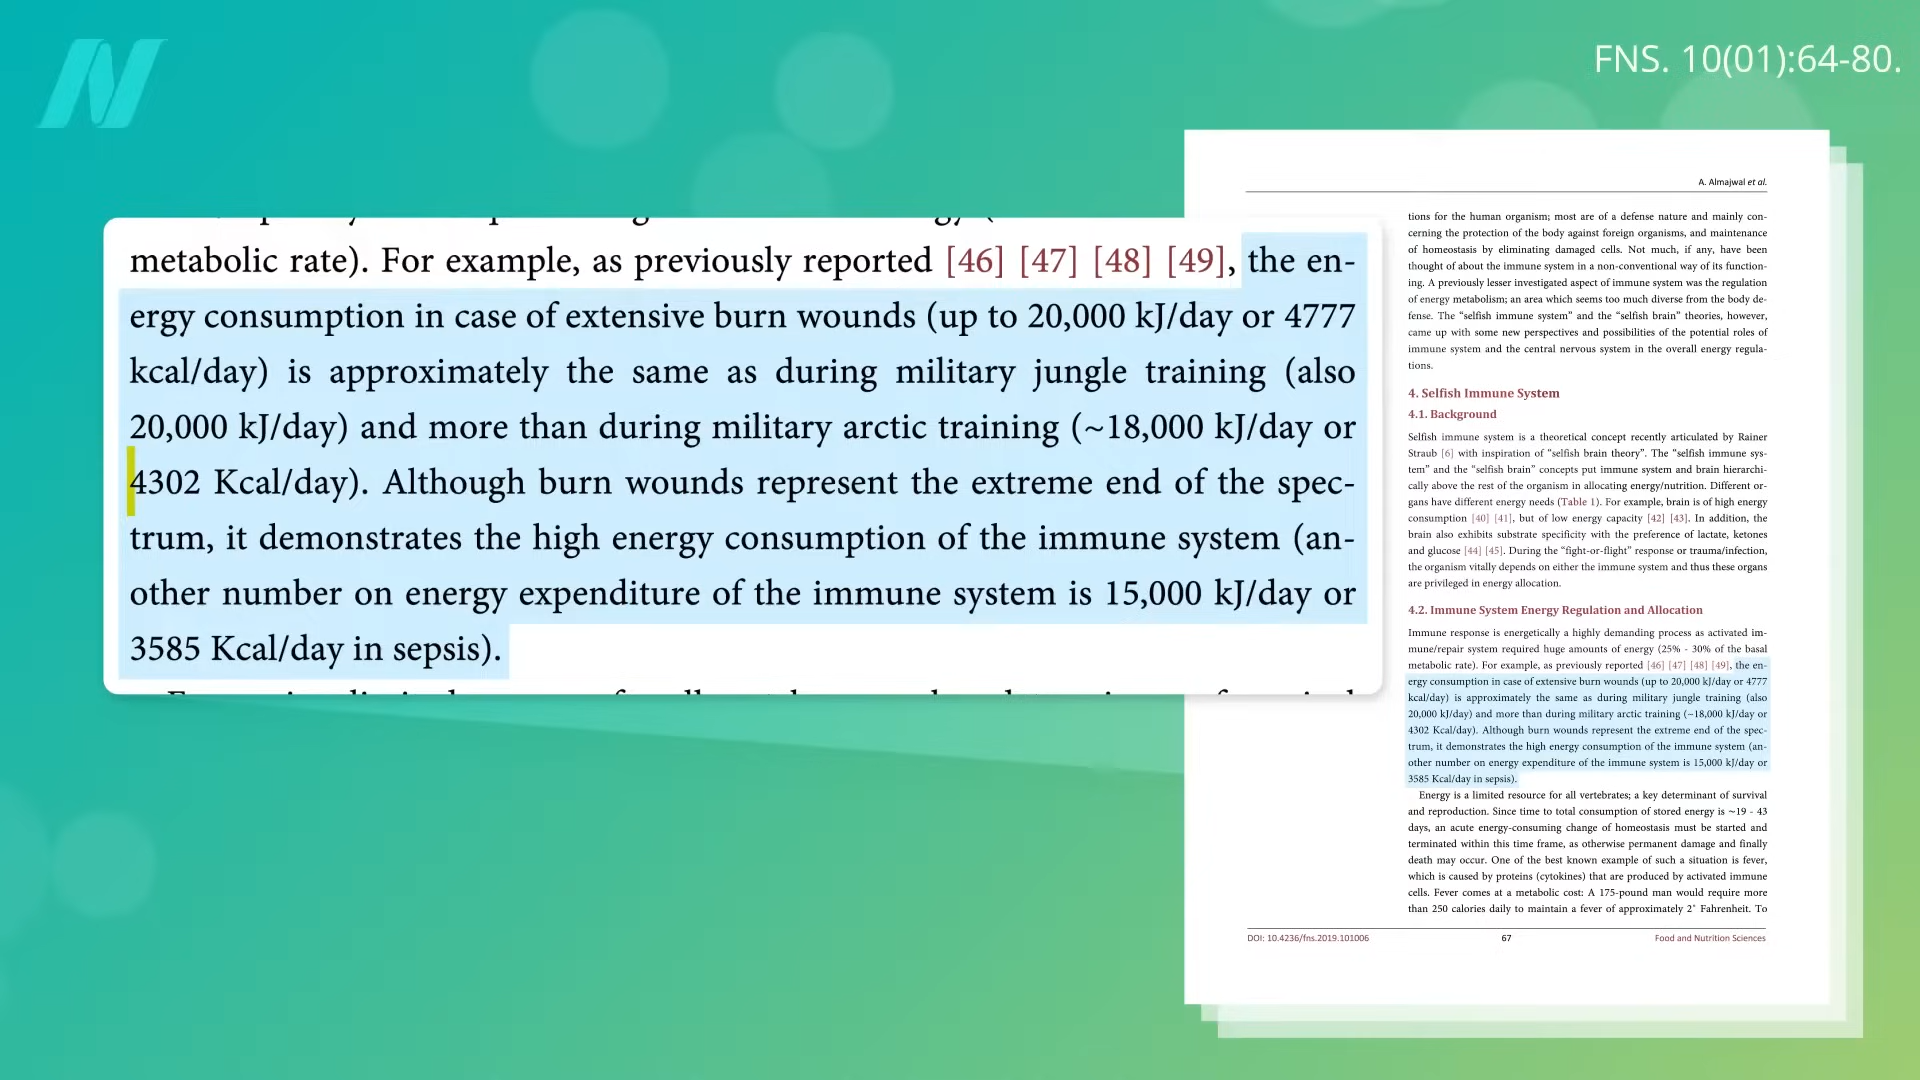 FNS. 10(01):64-80.
metabolic rate). For example, as previously reported [46] [47] [48] [49], the en-
ergy consumption in case of extensive burn wounds (up to 20,000 kJ/day or 4777
kcal/day) is approximately the same as during military jungle training (also
20,000 kJ/day) and more than during military arctic training (~18,000 kJ/day or
4302 Kcal/day). Although burn wounds represent the extreme end of the spec-
trum, it demonstrates the high energy consumption of the immune system (an-
other number on energy expenditure of the immune system is 15,000 kJ/day or
3585 Kcal/day in sepsis).
A. Almajwal et al.
tions for the human organism; most are of a defense nature and mainly con-
cerning the protection of the body against foreign organisms, and maintenance
of homeostasis by eliminating damaged cells. Not much, if any, have been
thought of about the immune system in a non-conventional way of its function-
ing. A previously lesser investigated aspect of immune system was the regulation
of energy metabolism; an area which seems too much diverse from the body de-
fense. The “selfish immune system” and the “selfish brain” theories, however,
came up with some new perspectives and possibilities of the potential roles of
immune system and the central nervous system in the overall energy regula-
tions.
4. Selfish Immune System
4.1. Background
Selfish immune system is a theoretical concept recently articulated by Rainer
Straub [6] with inspiration of “selfish brain theory”. The “selfish immune sys-
tem” and the “selfish brain” concepts put immune system and brain hierarchi-
cally above the rest of the organism in allocating energy/nutrition. Different or-
gans have different energy needs (Table 1). For example, brain is of high energy
consumption [40] [41], but of low energy capacity [42] [43]. In addition, the
brain also exhibits substrate specificity with the preference of lactate, ketones
and glucose [44] [45]. During the “fight-or-flight” response or trauma/infection,
the organism vitally depends on either the immune system and thus these organs
are privileged in energy allocation.
4.2. Immune System Energy Regulation and Allocation
Immune response is energetically a highly demanding process as activated im-
mune/repair system required huge amounts of energy (25% - 30% of the basal
metabolic rate). For example, as previously reported [46] [47] [48] [49], the en-
ergy consumption in case of extensive burn wounds (up to 20,000 kJ/day or 4777
kcal/day) is approximately the same as during military jungle training (also
20,000 kJ/day) and more than during military arctic training (~18,000 kJ/day or
4302 Kcal/day). Although burn wounds represent the extreme end of the spec-
trum, it demonstrates the high energy consumption of the immune system (an-
other number on energy expenditure of the immune system is 15,000 kJ/day or
3585 Kcal/day in sepsis).
Energy is a limited resource for all vertebrates; a key determinant of survival
and reproduction. Since time to total consumption of stored energy is ~19 - 43
days, an acute energy-consuming change of homeostasis must be started and
terminated within this time frame, as otherwise permanent damage and finally
death may occur. One of the best known example of such a situation is fever,
which is caused by proteins (cytokines) that are produced by activated immune
cells. Fever comes at a metabolic cost: A 175-pound man would require more
than 250 calories daily to maintain a fever of approximately 2˚ Fahrenheit. To
DOI: 10.4236/fns.2019.101006
67
Food and Nutrition Sciences